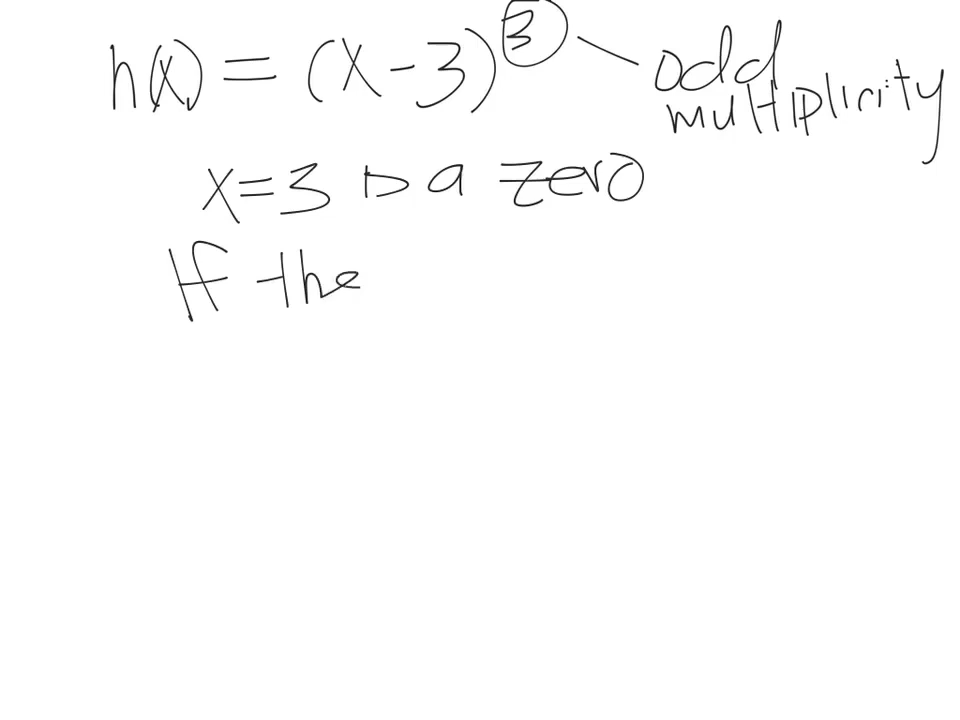 h(x) = (x-3)^3 — odd multiplicity
x=3 is a zero
If the